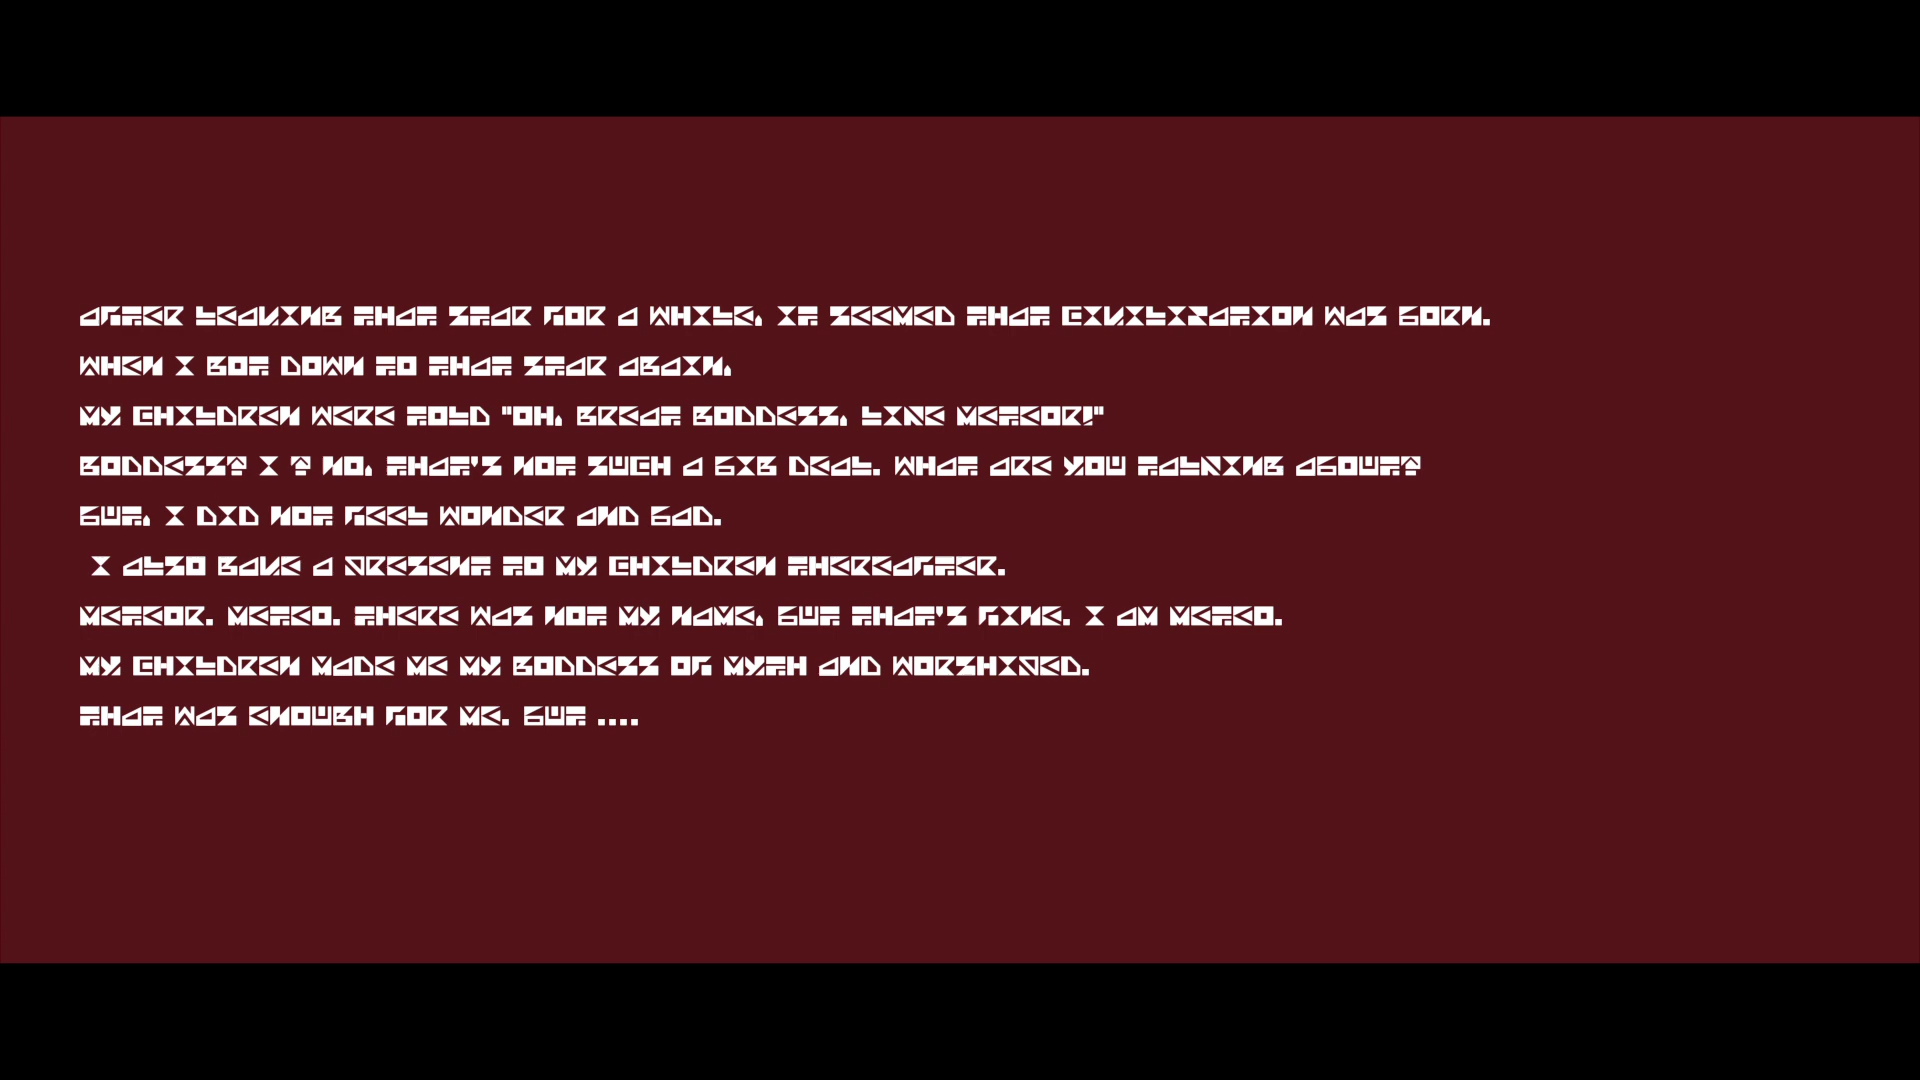 AFTER LEAVING THAT STAR FOR A WHILE, IT SEEMED THAT CIVILIZATION WAS BORN.
WHEN I GOT DOWN TO THAT STAR AGAIN,
MY CHILDREN WERE TOLD "OH, GREAT GODDESS, LIKE METEOR!"
GODDESS? I ? NO, THAT'S NOT SUCH A BIG DEAL. WHAT ARE YOU TALKING ABOUT?
BUT, I DID NOT FEEL WONDER AND BAD.
I ALSO GAVE A PRESENT TO MY CHILDREN THEREAFTER.
METEOR. METEO. THERE WAS NOT MY NAME, BUT THAT'S FINE. I AM METEO.
MY CHILDREN MADE ME MY GODDESS OF MYTH AND WORSHIPED.
THAT WAS ENOUGH FOR ME. BUT ....